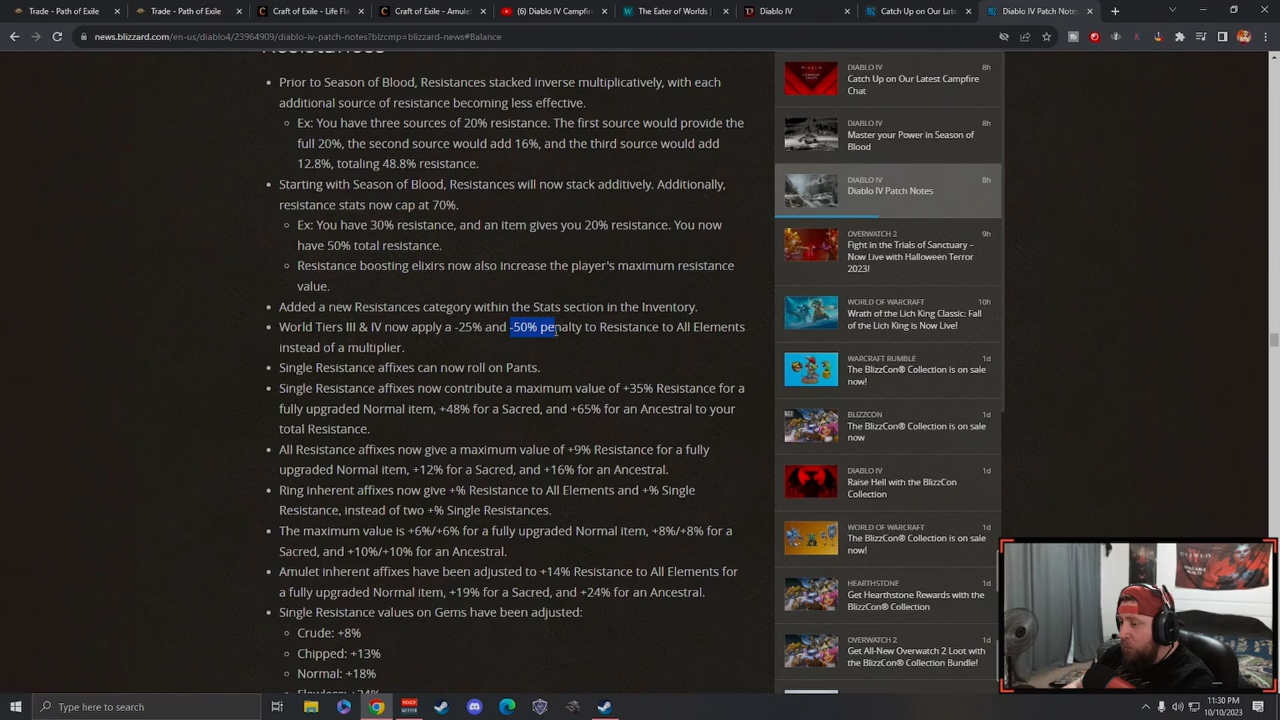 Trade - Path of Exile
Trade - Path of Exile
Craft of Exile - Life Fla
Craft of Exile - Amule
(6) Diablo IV Campfir
The Eater of Worlds
Diablo IV
Catch Up on Our Late
Diablo IV Patch Notes
news.blizzard.com/en-us/diablo4/23964909/diablo-iv-patch-notes?blzcmp=blizzard-news#Balance
Resistances
Prior to Season of Blood, Resistances stacked inverse multiplicatively, with each
additional source of resistance becoming less effective.
Ex: You have three sources of 20% resistance. The first source would provide the
full 20%, the second source would add 16%, and the third source would add
12.8%, totaling 48.8% resistance.
Starting with Season of Blood, Resistances will now stack additively. Additionally,
resistance stats now cap at 70%.
Ex: You have 30% resistance, and an item gives you 20% resistance. You now
have 50% total resistance.
Resistance boosting elixirs now also increase the player's maximum resistance
value.
Added a new Resistances category within the Stats section in the Inventory.
World Tiers III & IV now apply a -25% and -50% penalty to Resistance to All Elements
instead of a multiplier.
Single Resistance affixes can now roll on Pants.
Single Resistance affixes now contribute a maximum value of +35% Resistance for a
fully upgraded Normal item, +48% for a Sacred, and +65% for an Ancestral to your
total Resistance.
All Resistance affixes now give a maximum value of +9% Resistance for a fully
upgraded Normal item, +12% for a Sacred, and +16% for an Ancestral.
Ring inherent affixes now give +% Resistance to All Elements and +% Single
Resistance, instead of two +% Single Resistances.
The maximum value is +6%/+6% for a fully upgraded Normal item, +8%/+8% for a
Sacred, and +10%/+10% for an Ancestral.
Amulet inherent affixes have been adjusted to +14% Resistance to All Elements for
a fully upgraded Normal item, +19% for a Sacred, and +24% for an Ancestral.
Single Resistance values on Gems have been adjusted:
Crude: +8%
Chipped: +13%
Normal: +18%
DIABLO IV 8h
Catch Up on Our Latest Campfire
Chat
DIABLO IV 8h
Master your Power in Season of
Blood
DIABLO IV 8h
Diablo IV Patch Notes
OVERWATCH 2 9h
Fight in the Trials of Sanctuary –
Now Live with Halloween Terror
2023!
WORLD OF WARCRAFT 10h
Wrath of the Lich King Classic: Fall
of the Lich King is Now Live!
WARCRAFT RUMBLE 1d
The BlizzCon® Collection is on sale
now!
BLIZZCON 1d
The BlizzCon® Collection is on sale
now
DIABLO IV 1d
Raise Hell with the BlizzCon
Collection
WORLD OF WARCRAFT 1d
The BlizzCon® Collection is on sale
now!
HEARTHSTONE 1d
Get Hearthstone Rewards with the
BlizzCon® Collection
OVERWATCH 2 1d
Get All-New Overwatch 2 Loot with
the BlizzCon® Collection Bundle!
Type here to search
11:30 PM
10/10/2023